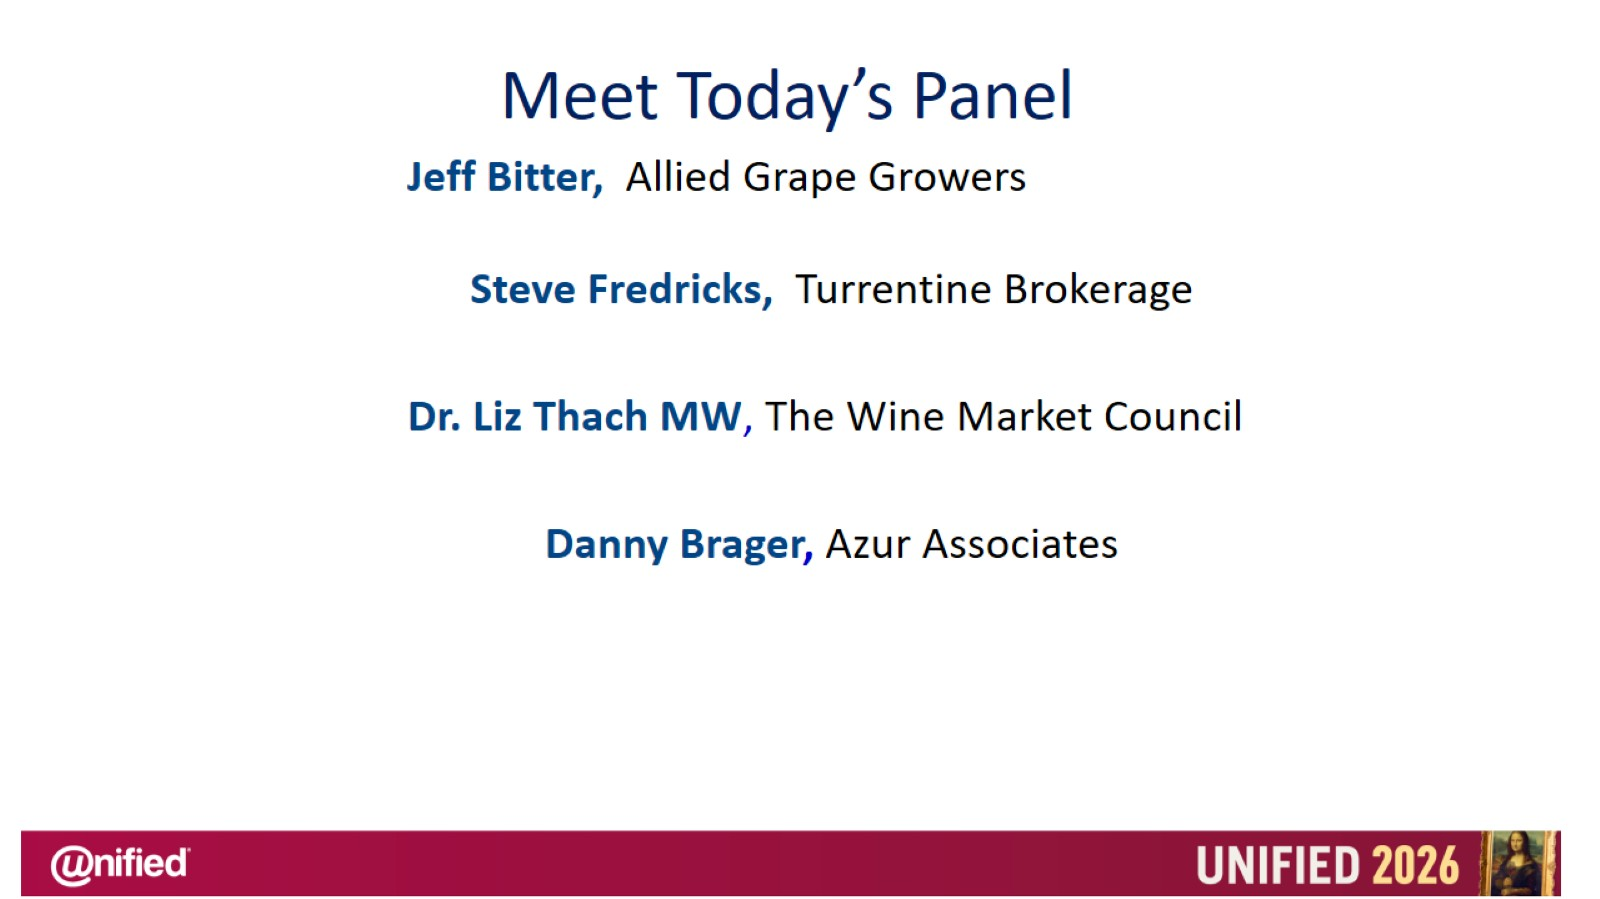 Meet Today’s Panel
Jeff Bitter, Allied Grape Growers
Steve Fredricks, Turrentine Brokerage
Dr. Liz Thach MW, The Wine Market Council
Danny Brager, Azur Associates
@unified®
UNIFIED 2026